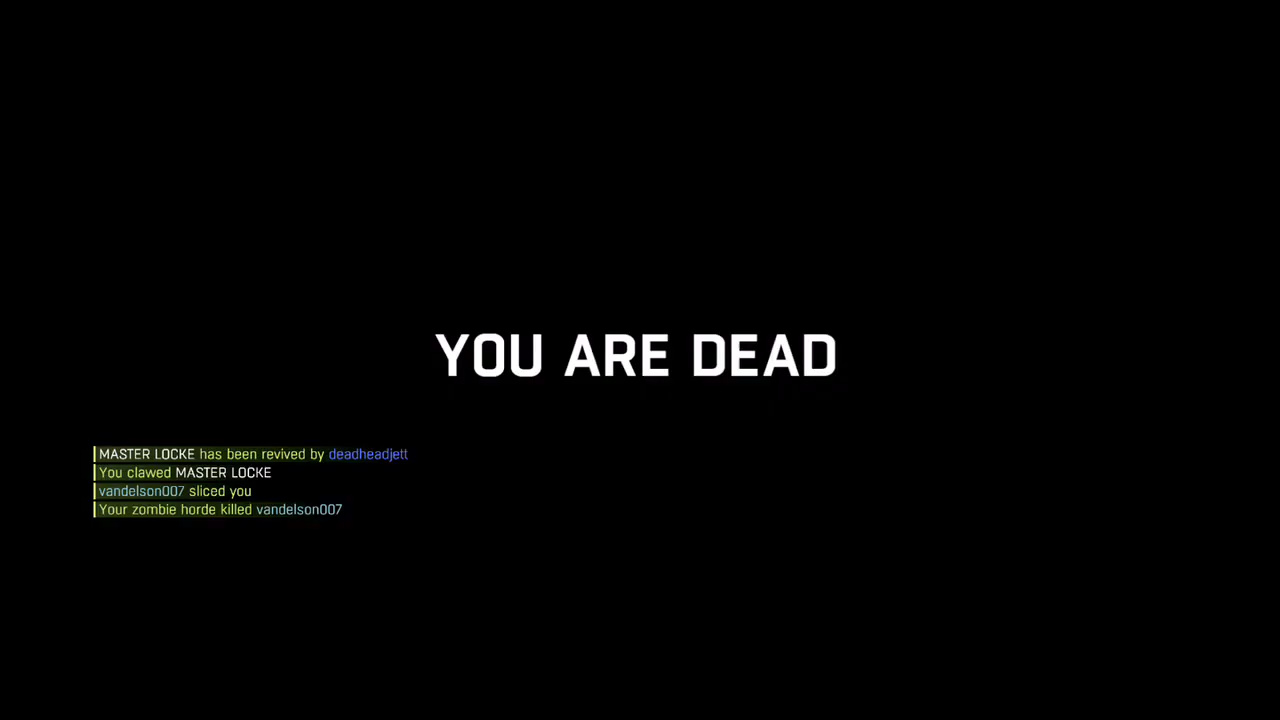 YOU ARE DEAD
MASTER LOCKE has been revived by deadheadjett
You clawed MASTER LOCKE
vandelson007 sliced you
Your zombie horde killed vandelson007